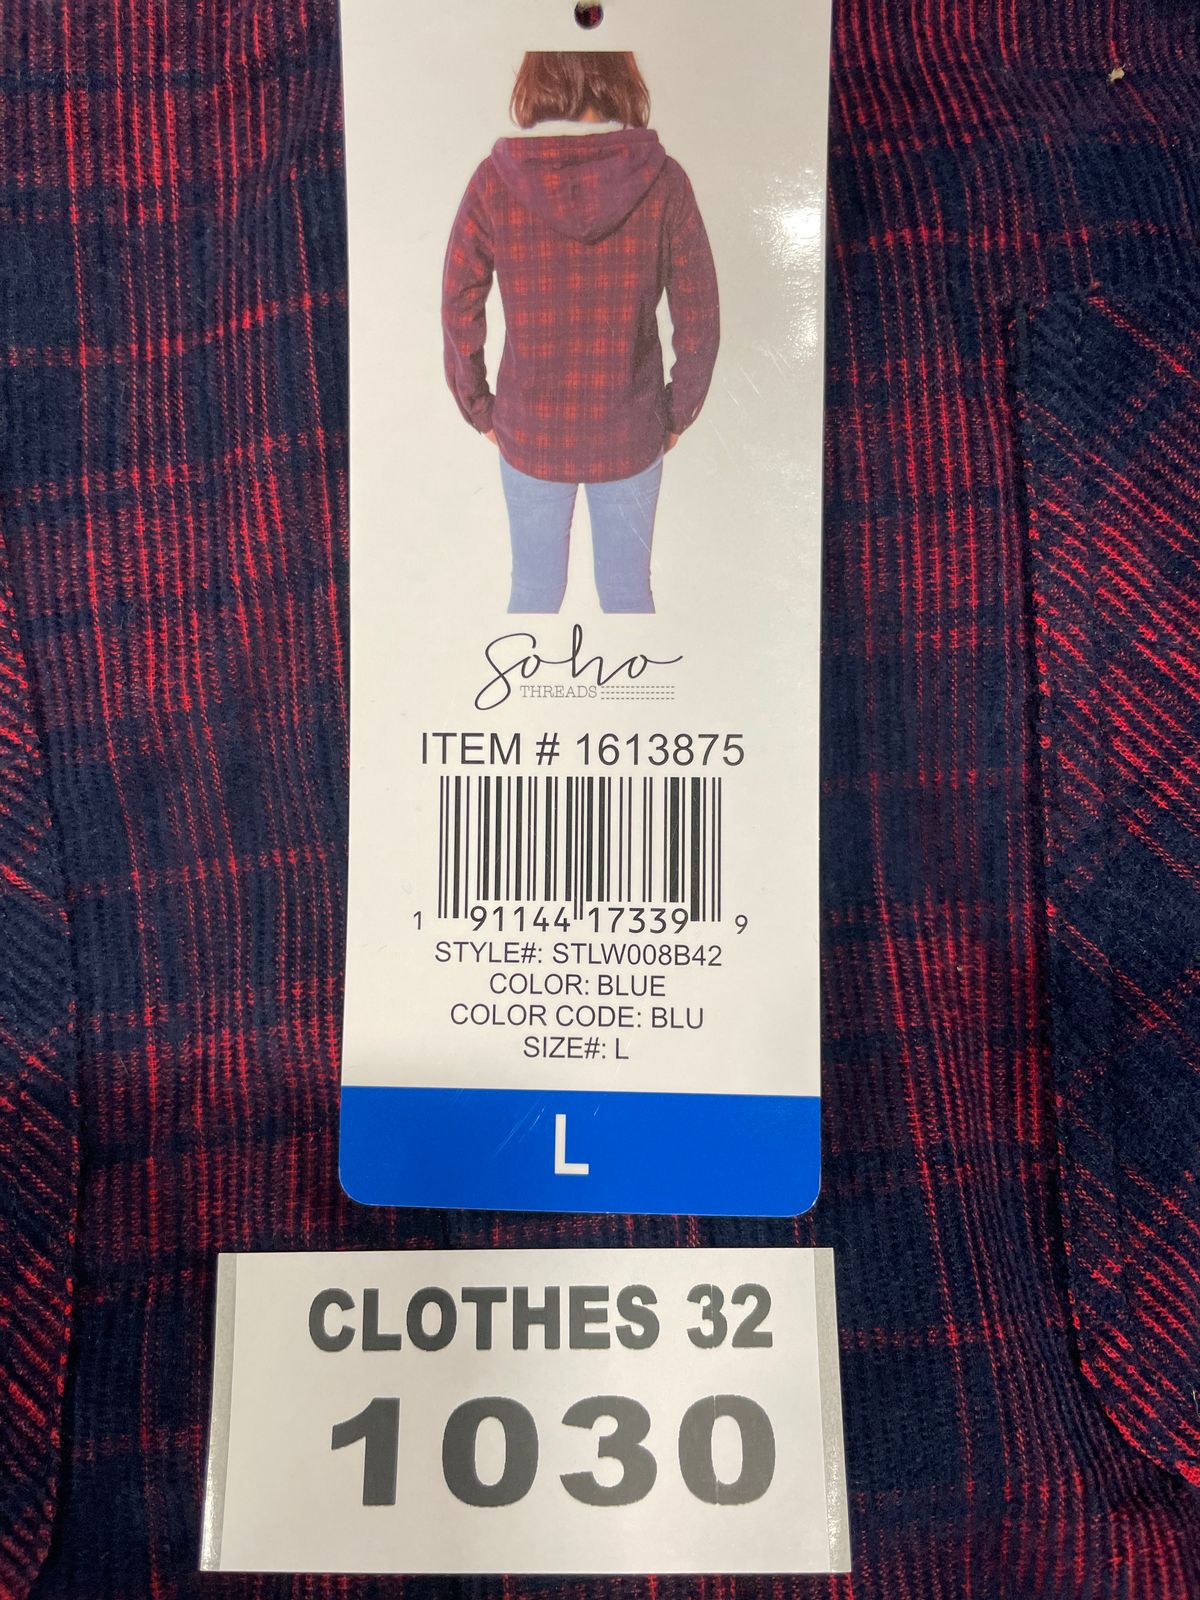 Soho
THREADS
ITEM # 1613875
1 91144 17339 9
STYLE#: STLW008B42
COLOR: BLUE
COLOR CODE: BLU
SIZE#: L
L
CLOTHES 32
1030